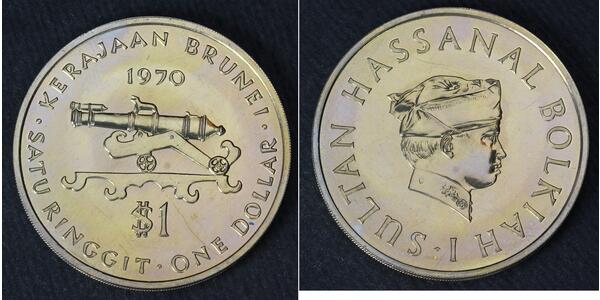 KERAJAAN BRUNEI · SATU RINGGIT · ONE DOLLAR ·
1970
$1
SULTAN HASSANAL BOLKIAH · I ·